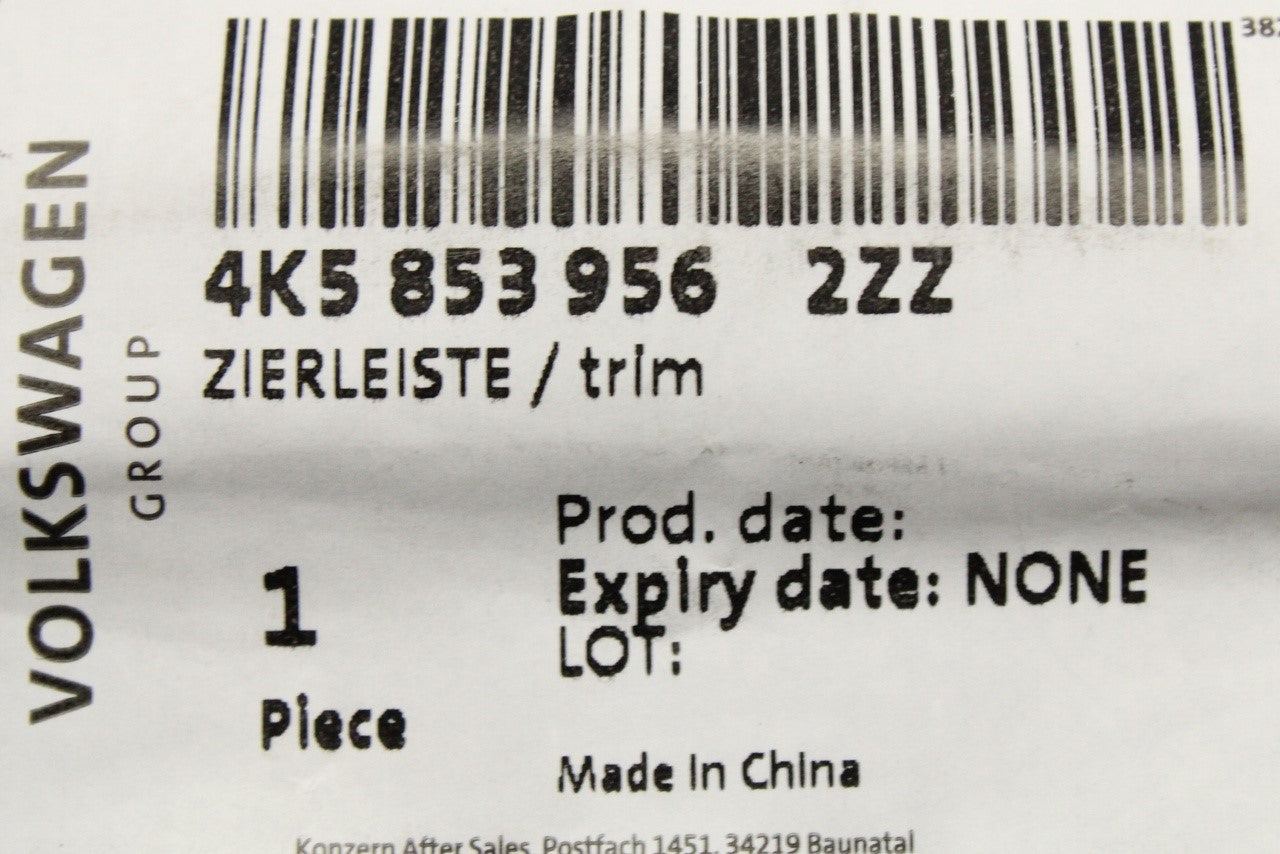 VOLKSWAGEN
GROUP
4K5 853 956 2ZZ
ZIERLEISTE / trim
1
Piece
Prod. date:
Expiry date: NONE
LOT:
Made in China
Konzern After Sales, Postfach 1451, 34219 Baunatal